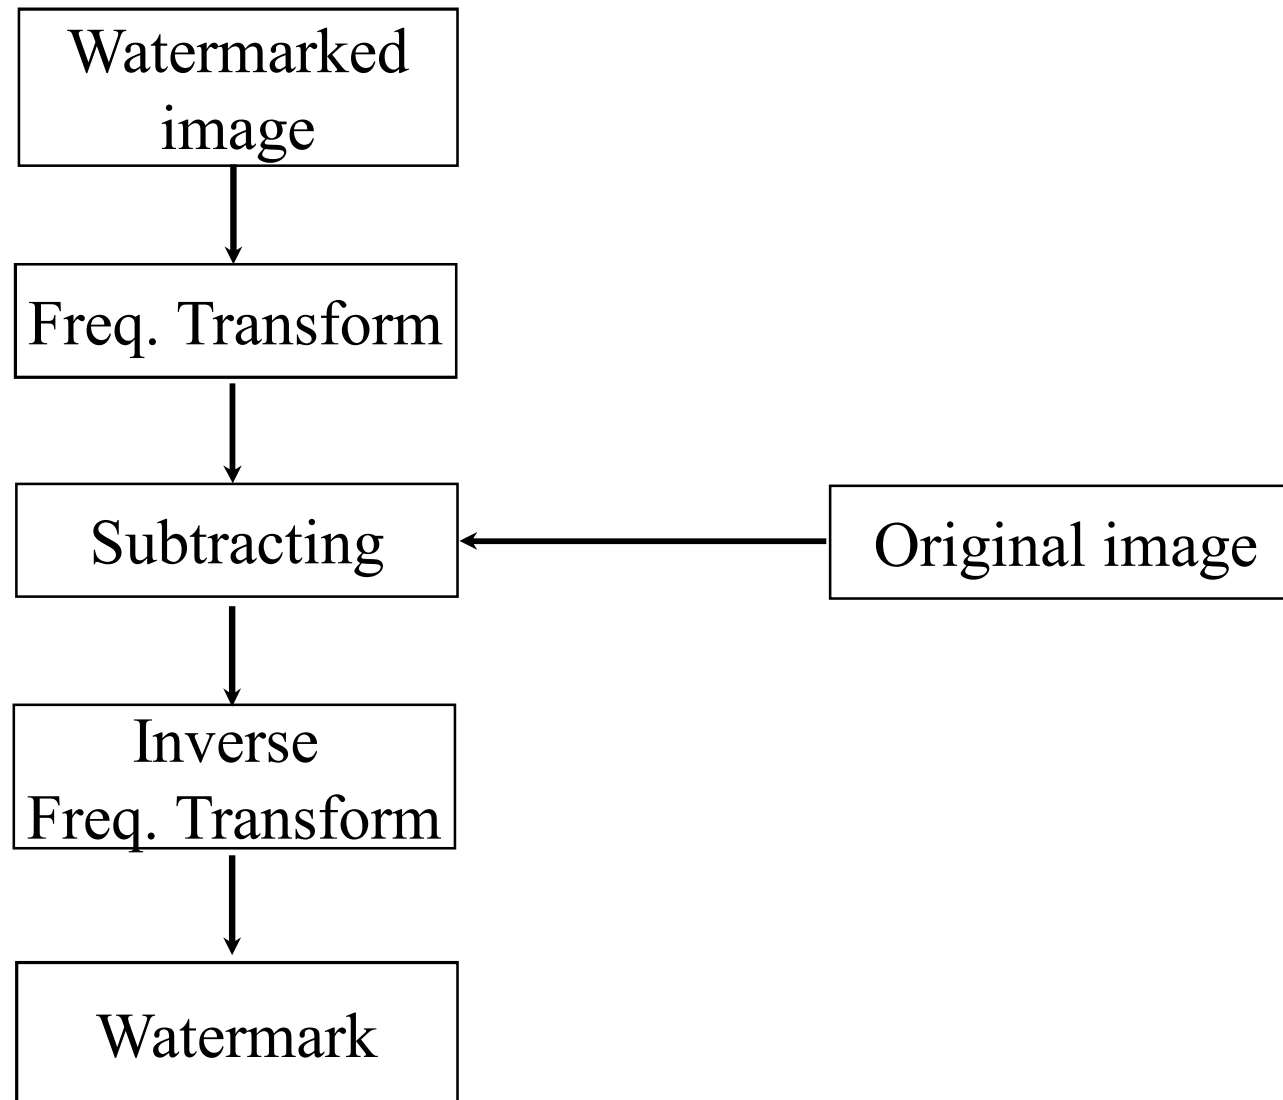 Watermarked
image
Freq. Transform
Subtracting
Original image
Inverse
Freq. Transform
Watermark